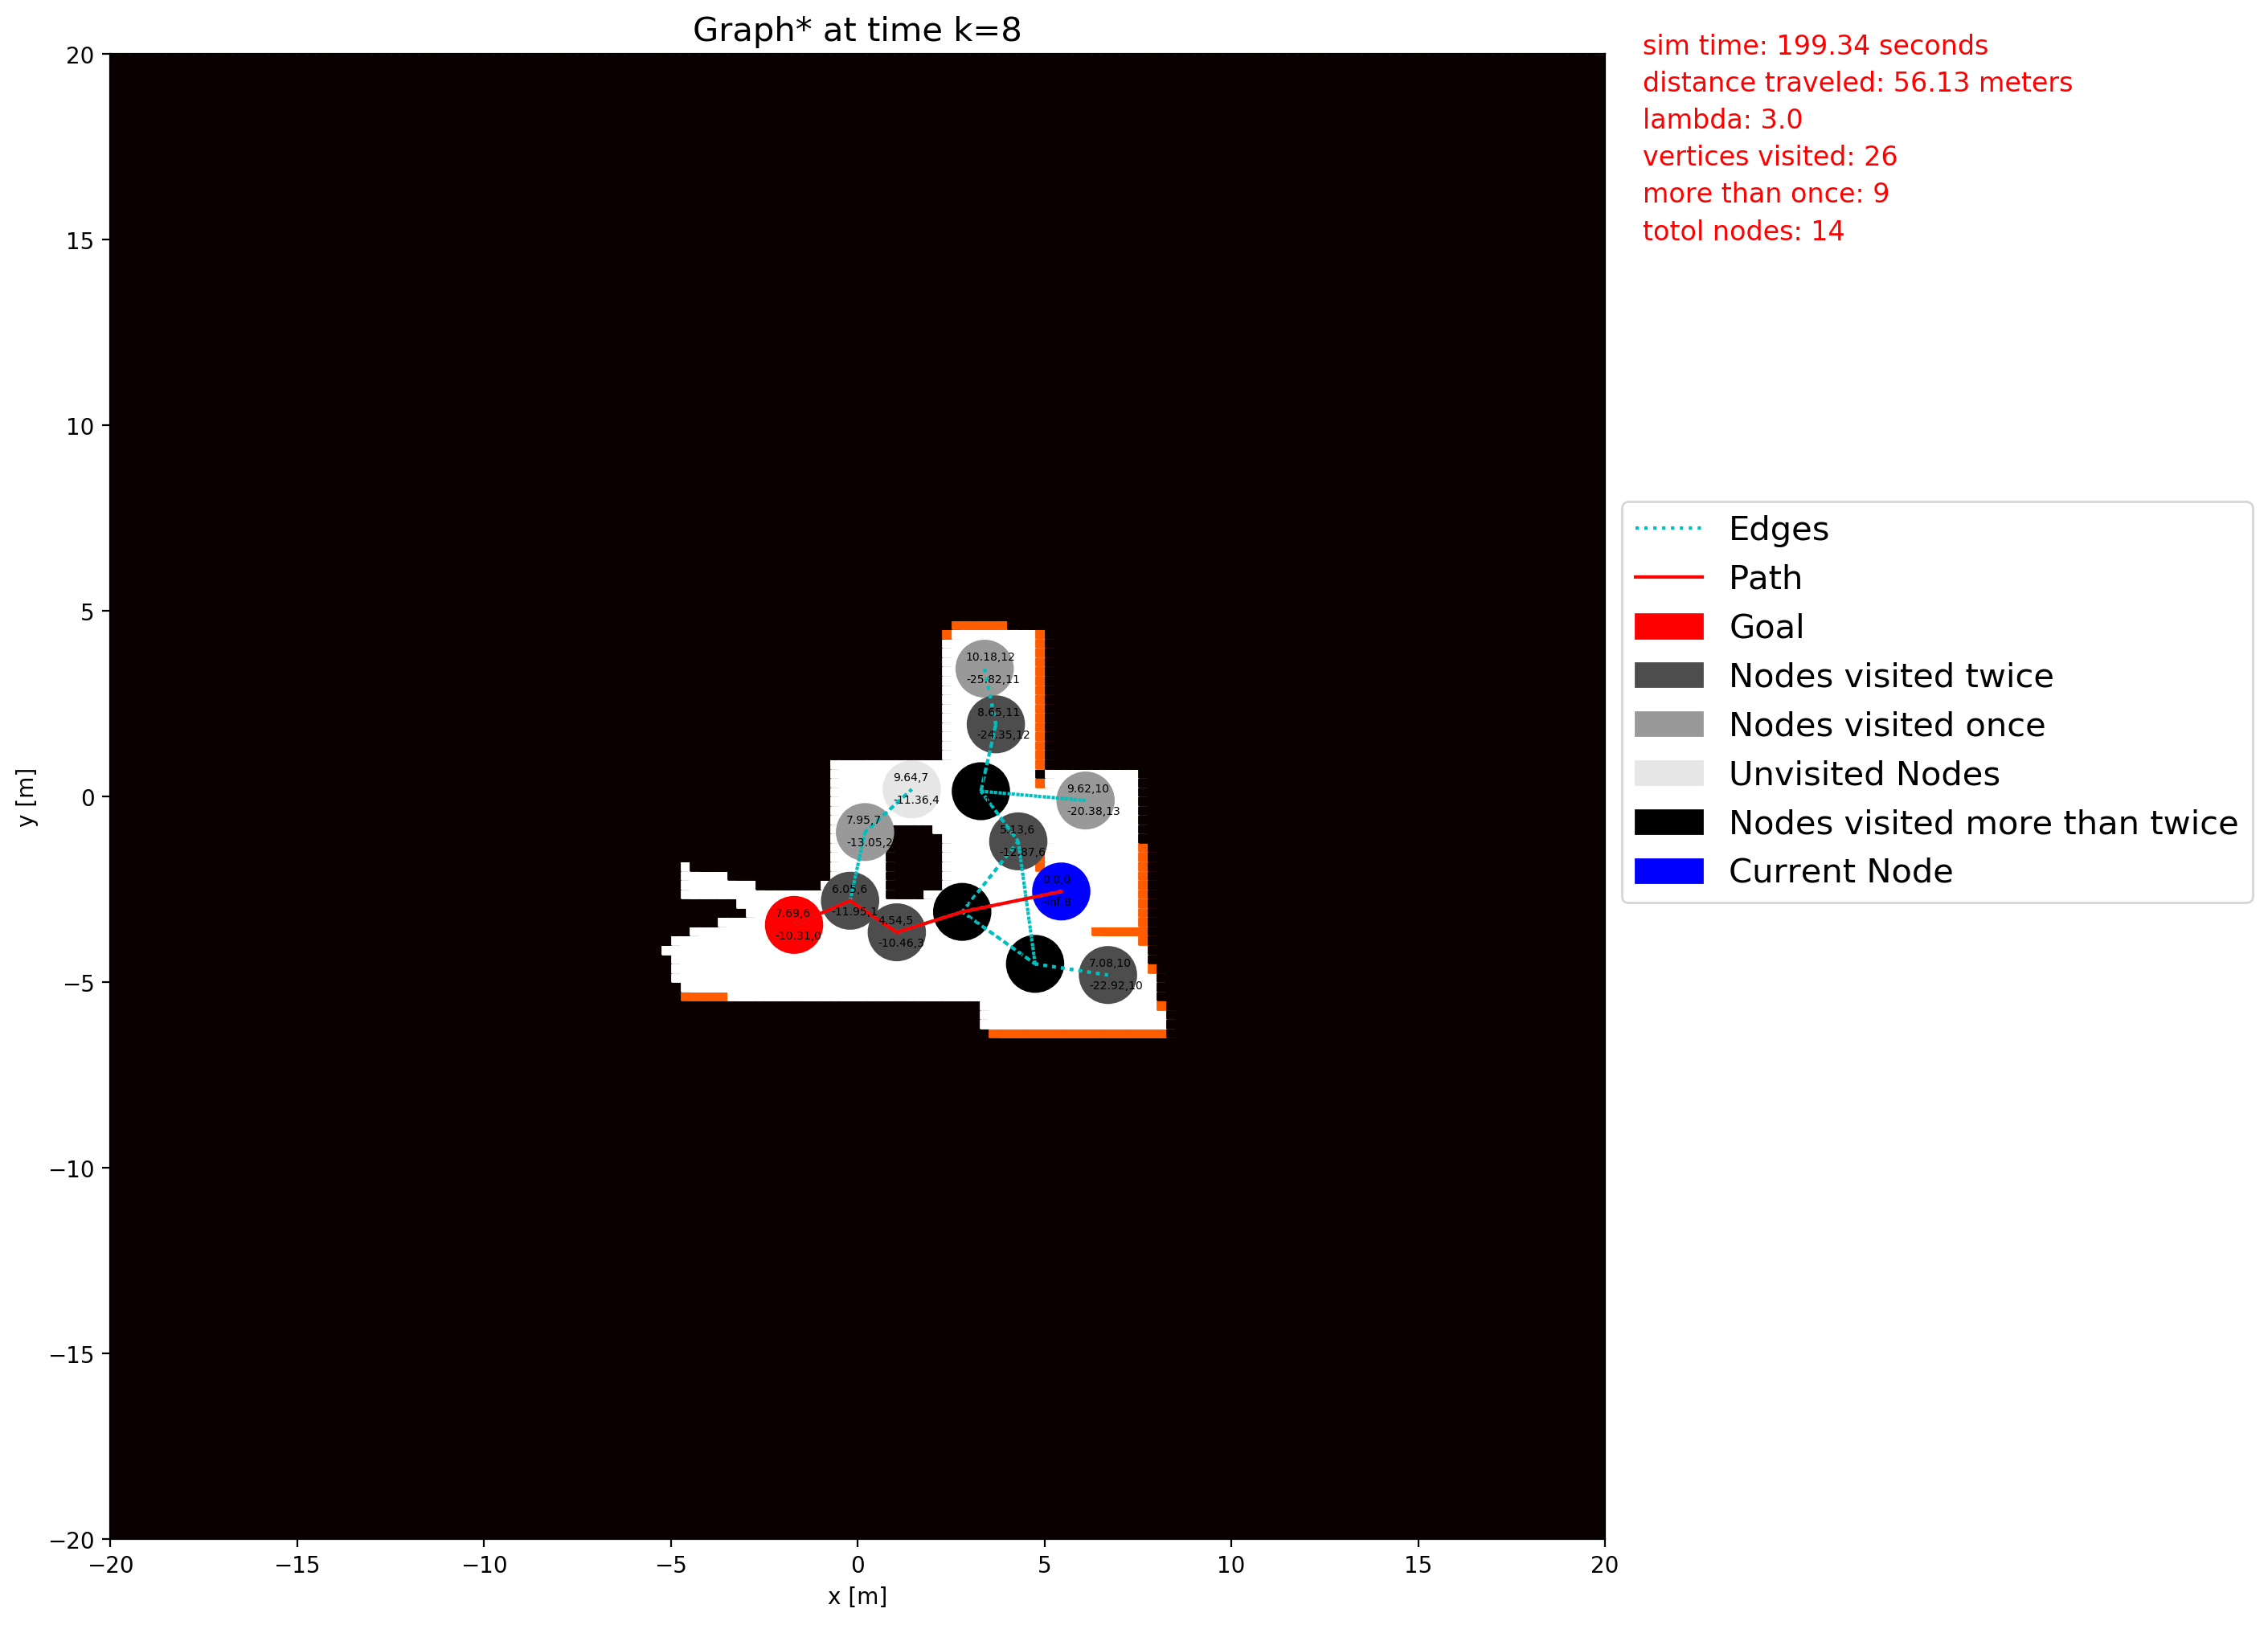 Graph* at time k=8
sim time: 199.34 seconds
distance traveled: 56.13 meters
lambda: 3.0
vertices visited: 26
more than once: 9
totol nodes: 14
20
15
10
5
0
−5
−10
−15
−20
y [m]
−20
−15
−10
−5
0
5
10
15
20
x [m]
10.18,12
-25.82,11
8.65,11
-24.35,12
9.64,7
-11.36,4
9.62,10
-20.38,13
7.95,7
-13.05,2
5.13,6
-12.87,6
0.0,0
6.05,6
-11.95,1
7.69,6
-10.31,0
4.54,5
-10.46,3
7.08,10
-22.92,10
Edges
Path
Goal
Nodes visited twice
Nodes visited once
Unvisited Nodes
Nodes visited more than twice
Current Node